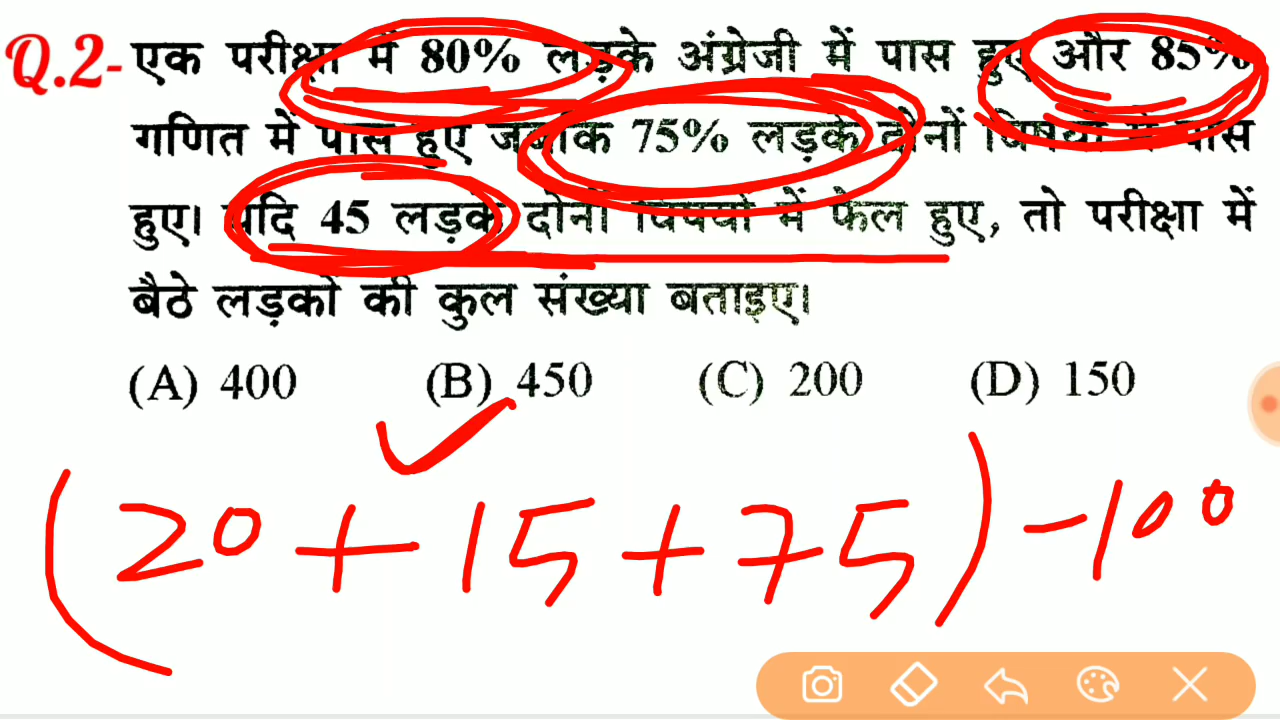 Q.2- एक परीक्षा में 80% लड़के अंग्रेजी में पास हुए और 85%
गणित में पास हुए जबकि 75% लड़के दोनों विषयों में पास
हुए। यदि 45 लड़के दोनों विषयों में फेल हुए, तो परीक्षा में
बैठे लड़कों की कुल संख्या बताइए।
(A) 400 (B) 450 (C) 200 (D) 150
(20+15+75)-100